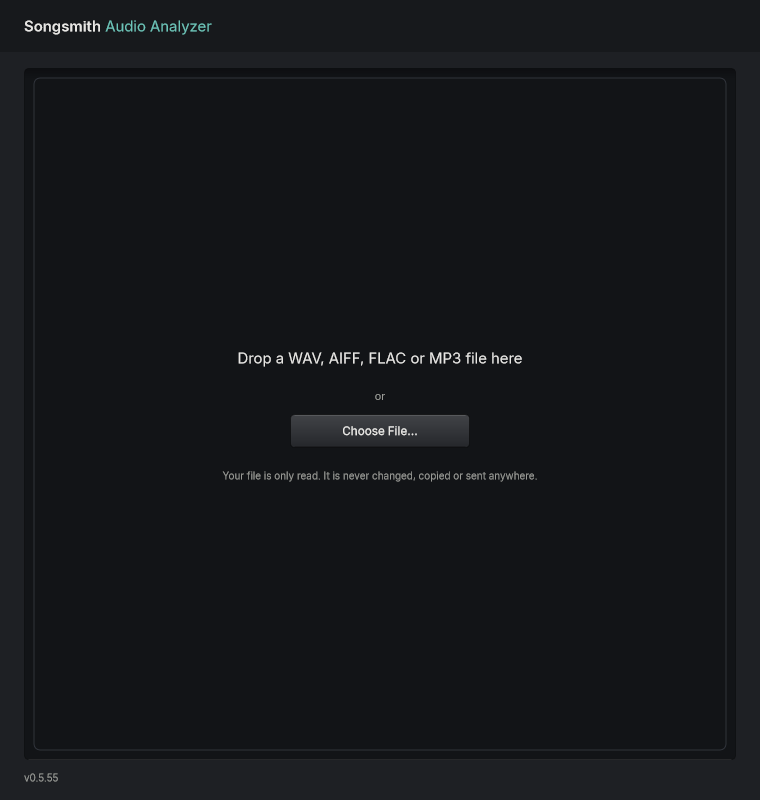 Songsmith Audio Analyzer
Drop a WAV, AIFF, FLAC or MP3 file here
or
Choose File...
Your file is only read. It is never changed, copied or sent anywhere.
v0.5.55